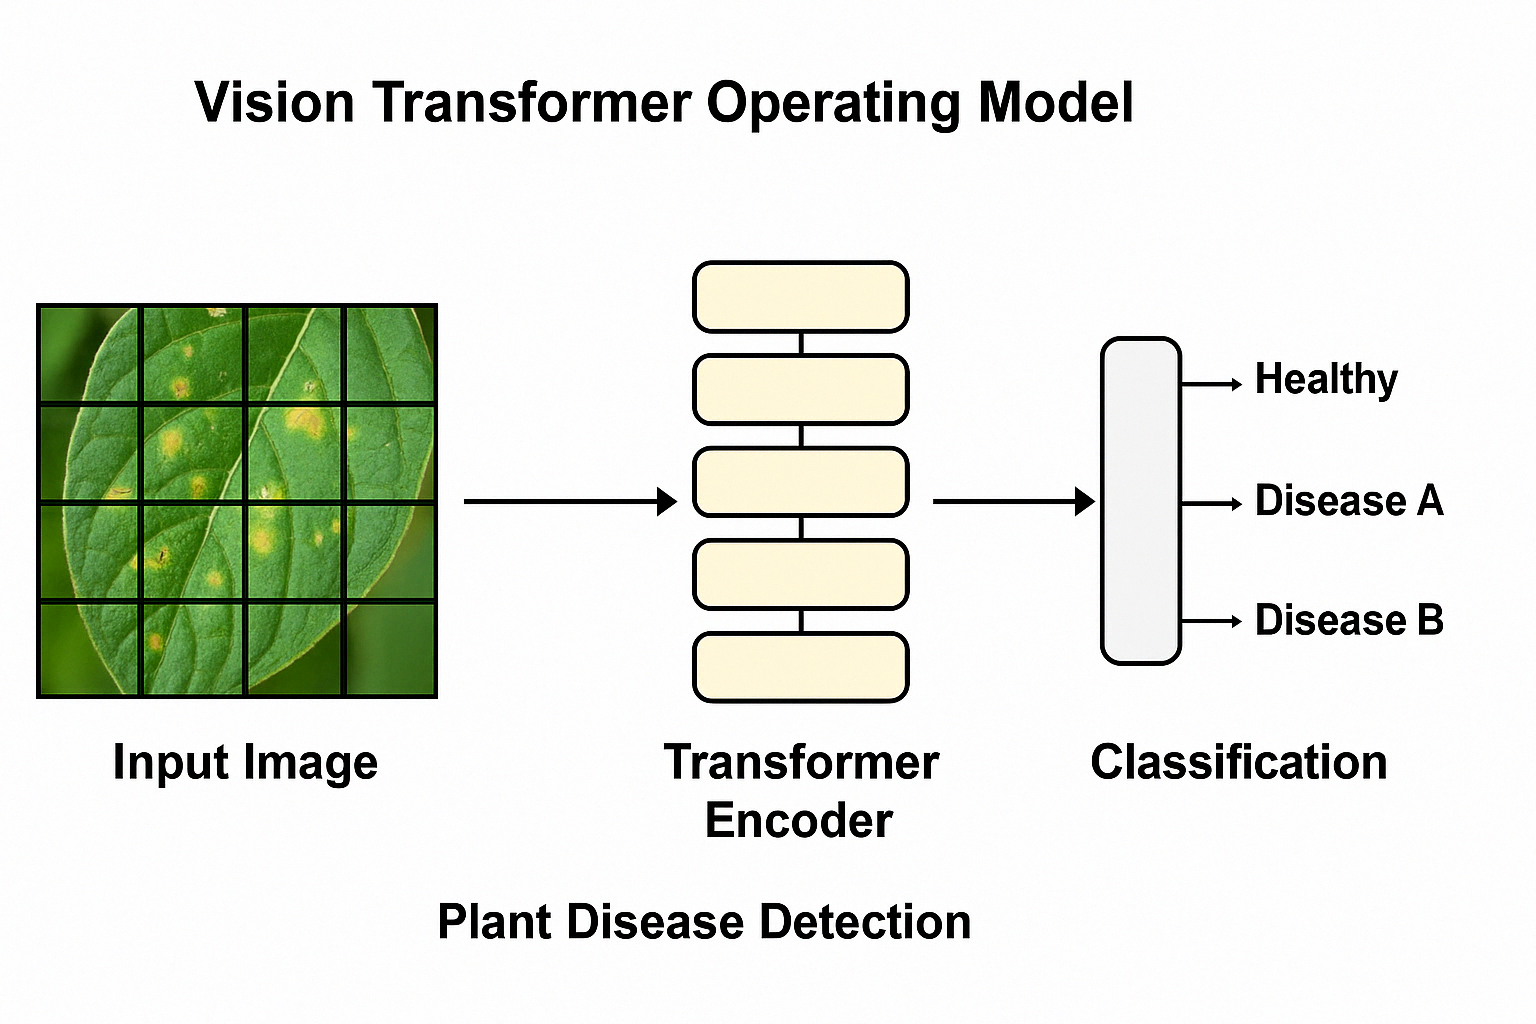 Vision Transformer Operating Model
Healthy
Disease A
Disease B
Input Image
Transformer
Encoder
Classification
Plant Disease Detection